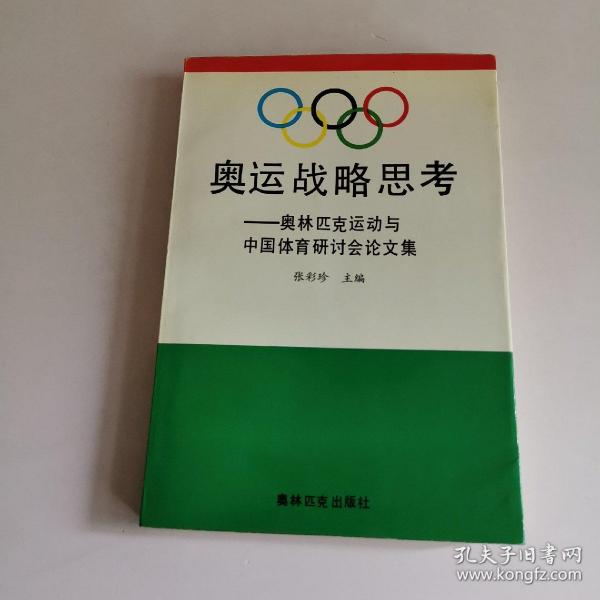 奥运战略思考
——奥林匹克运动与
中国体育研讨会论文集
张彩珍 主编
奥林匹克出版社
孔夫子旧书网
www.kongfz.com